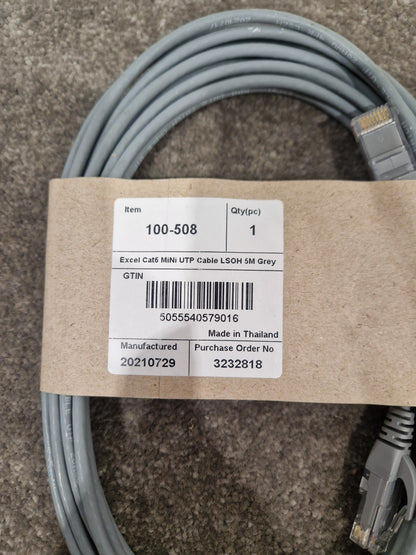 Item
Qty(pc)
100-508
1
Excel Cat6 MiNi UTP Cable LSOH 5M Grey
GTIN
5055540579016
Made in Thailand
Manufactured
Purchase Order No
20210729
3232818